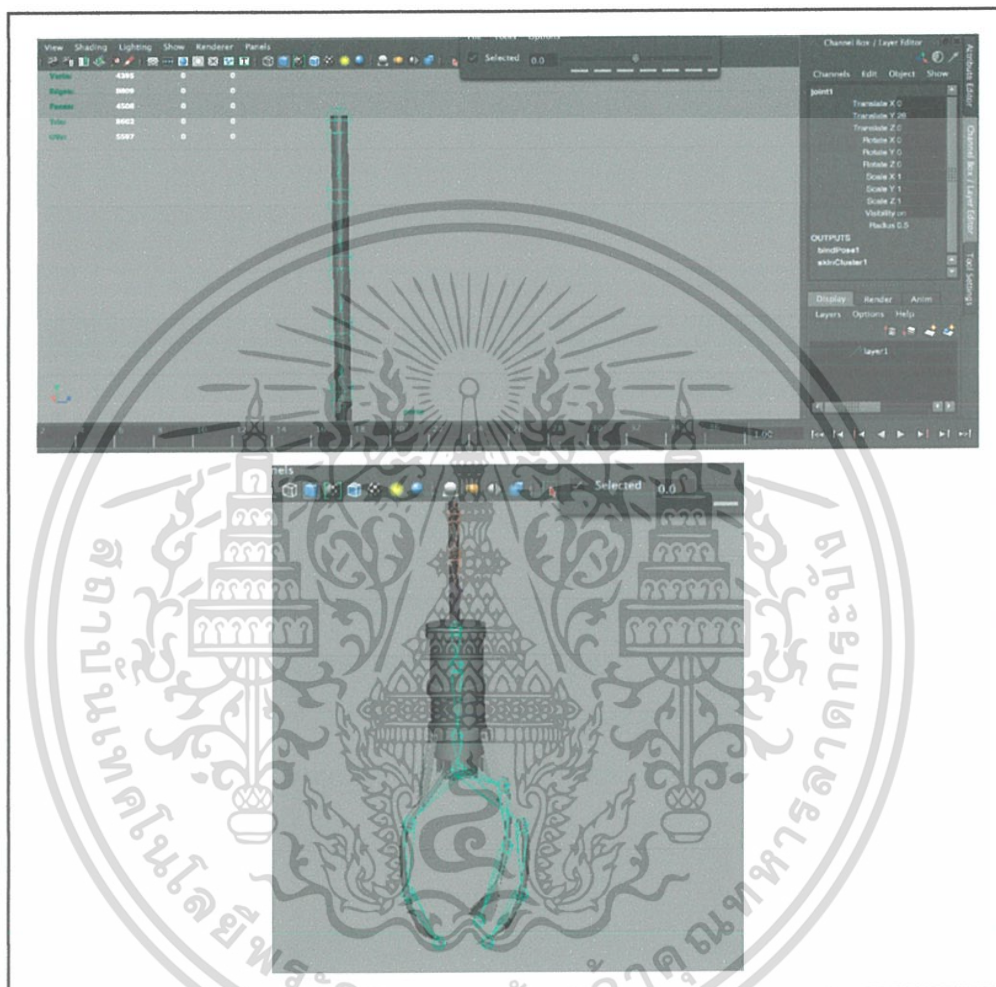 View Shading Lighting Show Renderer Panels
Selected 0.0
Verts: 4395 0 0
Edges: 8809 0 0
Faces: 4508 0 0
Tris: 8602 0 0
UVs: 5587 0 0
Channel Box / Layer Editor
Channels Edit Object Show
joint1
Translate X 0
Translate Y 28
Translate Z 0
Rotate X 0
Rotate Y 0
Rotate Z 0
Scale X 1
Scale Y 1
Scale Z 1
Visibility on
Radius 0.5
OUTPUTS
bindPose1
skinCluster1
Display Render Anim
Layers Options Help
layer1
Attribute Editor
Channel Box / Layer Editor
Tool Settings
1.00
nels
Selected 0.0